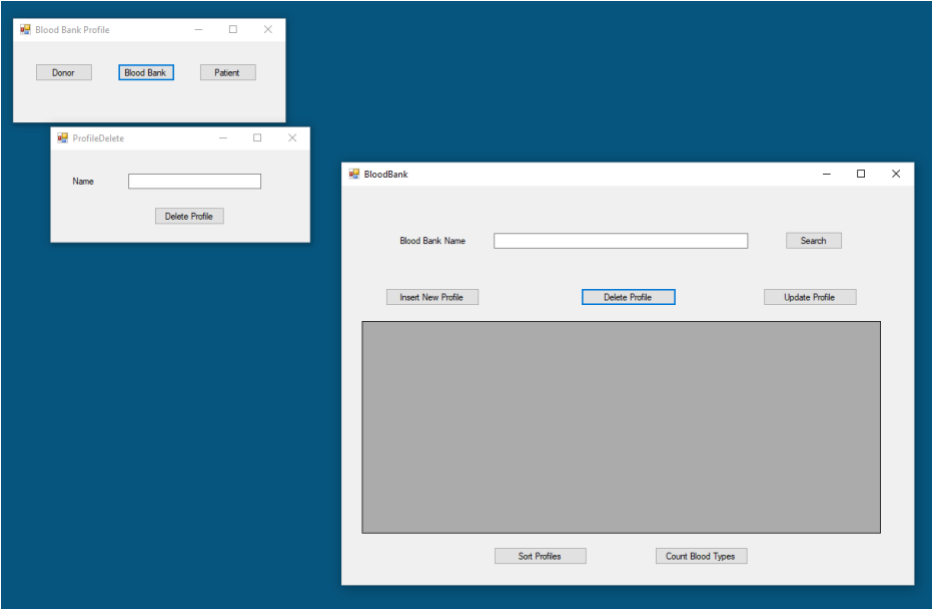 Blood Bank Profile
Donor Blood Bank Patient
ProfileDelete
Name
Delete Profile
BloodBank
Blood Bank Name Search
Insert New Profile Delete Profile Update Profile
Sort Profiles Count Blood Types